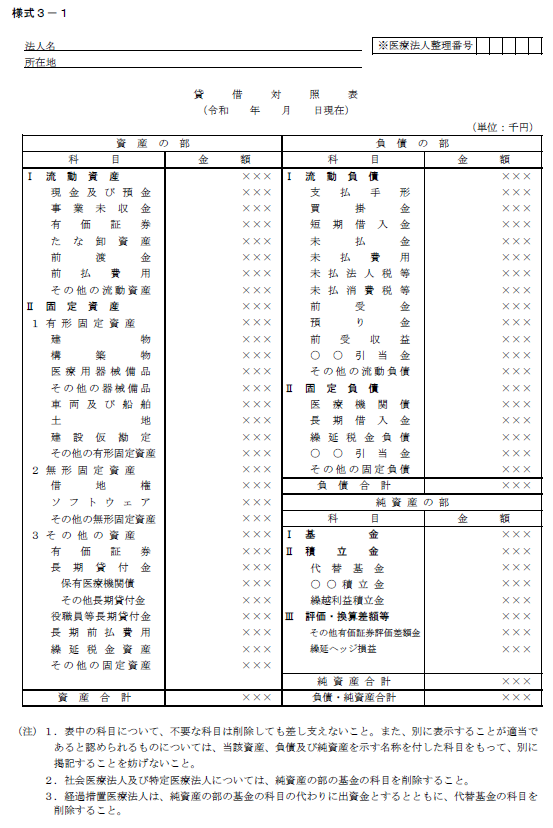 様式３－１
法人名
※医療法人整理番号
所在地
貸借対照表
（令和　年　月　日現在）
（単位：千円）
資産の部
科目　金額
Ⅰ 流動資産　×××
現金及び預金　×××
事業未収金　×××
有価証券　×××
たな卸資産　×××
前渡金　×××
前払費用　×××
その他の流動資産　×××
Ⅱ 固定資産　×××
１有形固定資産　×××
建物　×××
構築物　×××
医療用器械備品　×××
その他の器械備品　×××
車両及び船舶　×××
土地　×××
建設仮勘定　×××
その他の有形固定資産　×××
２無形固定資産　×××
借地権　×××
ソフトウェア　×××
その他の無形固定資産　×××
３その他の資産　×××
有価証券　×××
長期貸付金　×××
保有医療機関債　×××
その他長期貸付金　×××
役職員等長期貸付金　×××
長期前払費用　×××
繰延税金資産　×××
その他の固定資産　×××
資産合計　×××
負債の部
科目　金額
Ⅰ 流動負債　×××
支払手形　×××
買掛金　×××
短期借入金　×××
未払金　×××
未払費用　×××
未払法人税等　×××
未払消費税等　×××
前受金　×××
預り金　×××
前受収益　×××
○○引当金　×××
その他の流動負債　×××
Ⅱ 固定負債　×××
医療機関債　×××
長期借入金　×××
繰延税金負債　×××
○○引当金　×××
その他の固定負債　×××
負債合計　×××
純資産の部
科目　金額
Ⅰ 基金　×××
Ⅱ 積立金　×××
代替基金　×××
○○積立金　×××
繰越利益積立金　×××
Ⅲ 評価・換算差額等　×××
その他有価証券評価差額金　×××
繰延ヘッジ損益　×××
純資産合計　×××
負債・純資産合計　×××
（注）１．表中の科目について、不要な科目は削除しても差し支えないこと。また、別に表示することが適当で
あると認められるものについては、当該資産、負債及び純資産を示す名称を付した科目をもって、別に
掲記することを妨げないこと。
２．社会医療法人及び特定医療法人については、純資産の部の基金の科目を削除すること。
３．経過措置医療法人は、純資産の部の基金の科目の代わりに出資金とするとともに、代替基金の科目を
削除すること。